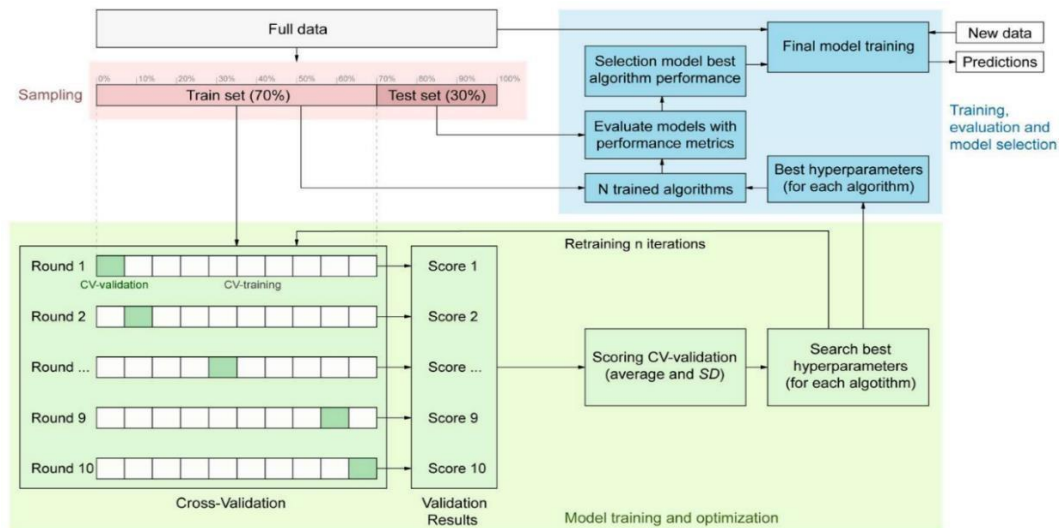 Full data
0% 10% 20% 30% 40% 50% 60% 70% 80% 90% 100%
Sampling
Train set (70%)
Test set (30%)
Selection model best
algorithm performance
Final model training
New data
Predictions
Evaluate models with
performance metrics
Training,
evaluation and
model selection
N trained algorithms
Best hyperparameters
(for each algorithm)
Retraining n iterations
Round 1
CV-validation
CV-training
Score 1
Round 2
Score 2
Round ...
Score ...
Round 9
Score 9
Round 10
Score 10
Scoring CV-validation
(average and SD)
Search best
hyperparameters
(for each algotithm)
Cross-Validation
Validation
Results
Model training and optimization